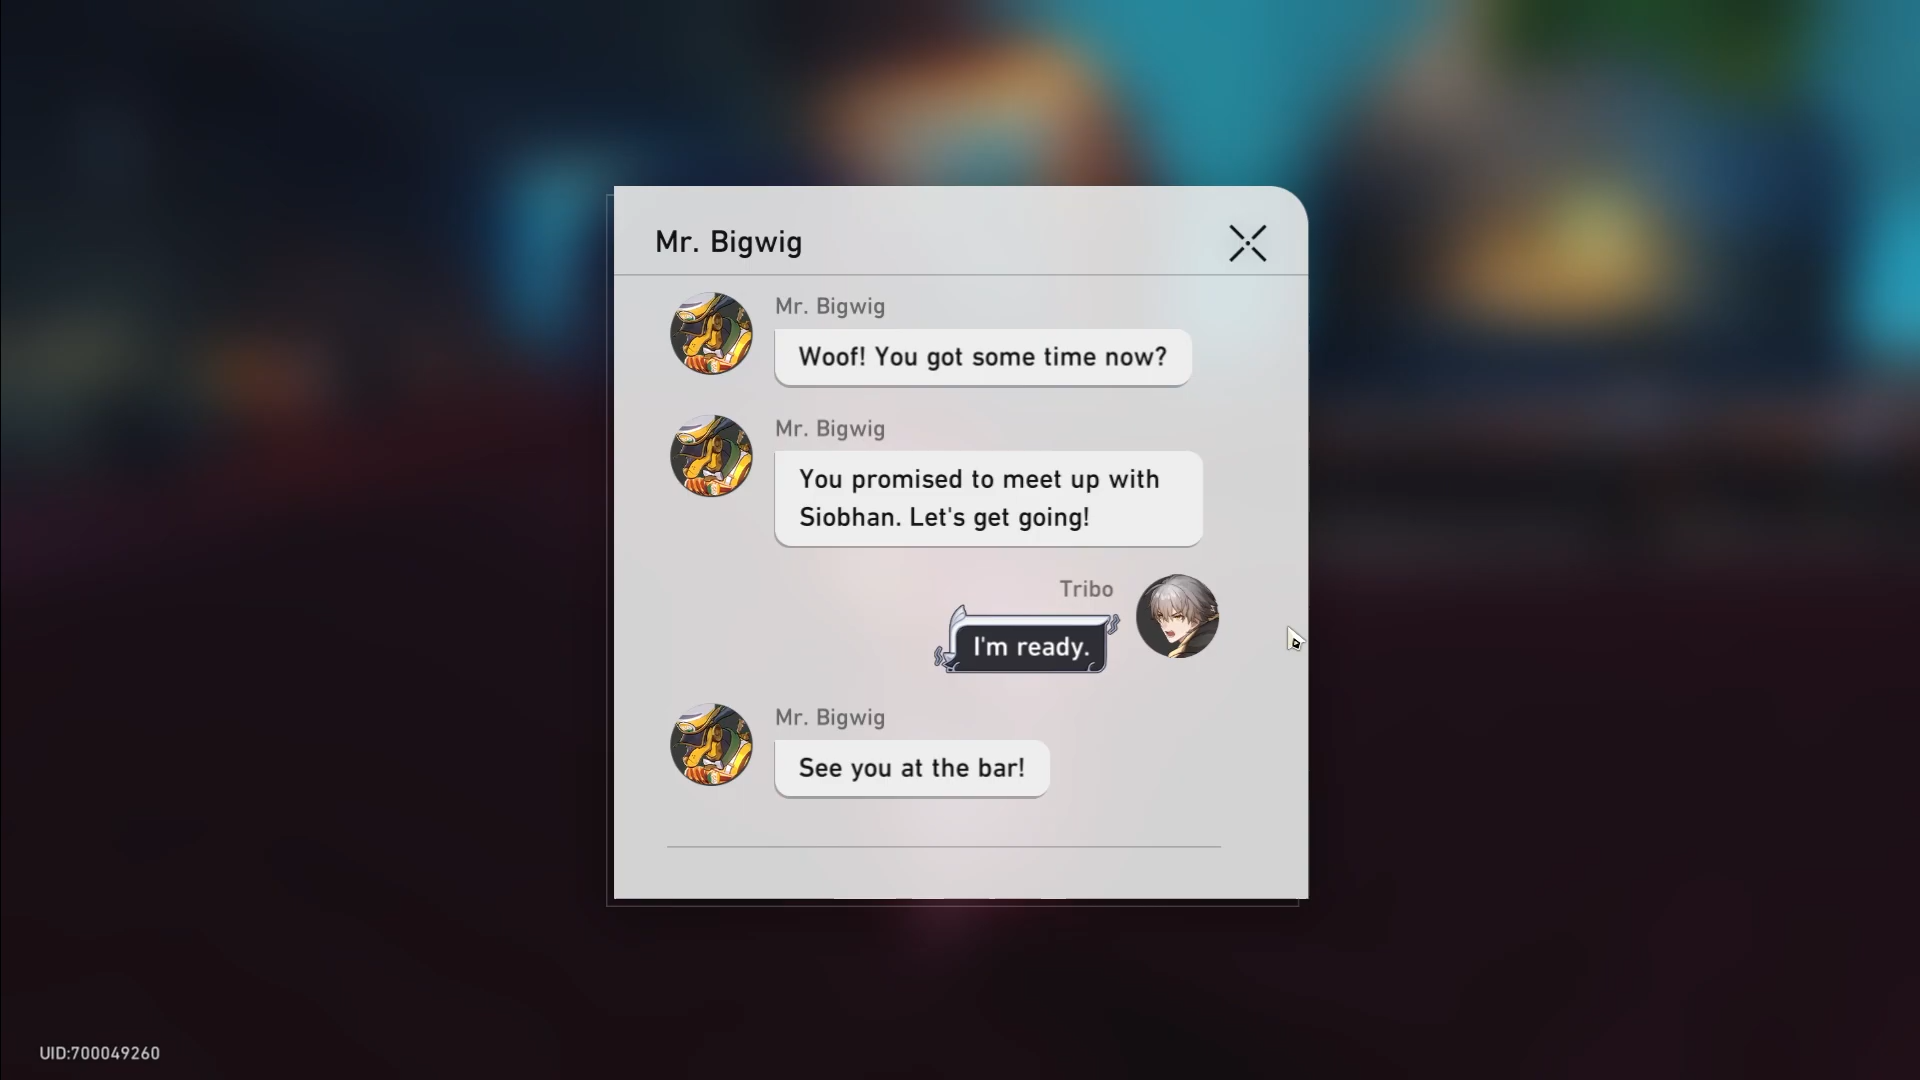 Mr. Bigwig
Mr. Bigwig
Woof! You got some time now?
Mr. Bigwig
You promised to meet up with
Siobhan. Let's get going!
Tribo
I'm ready.
Mr. Bigwig
See you at the bar!
UID:700049260